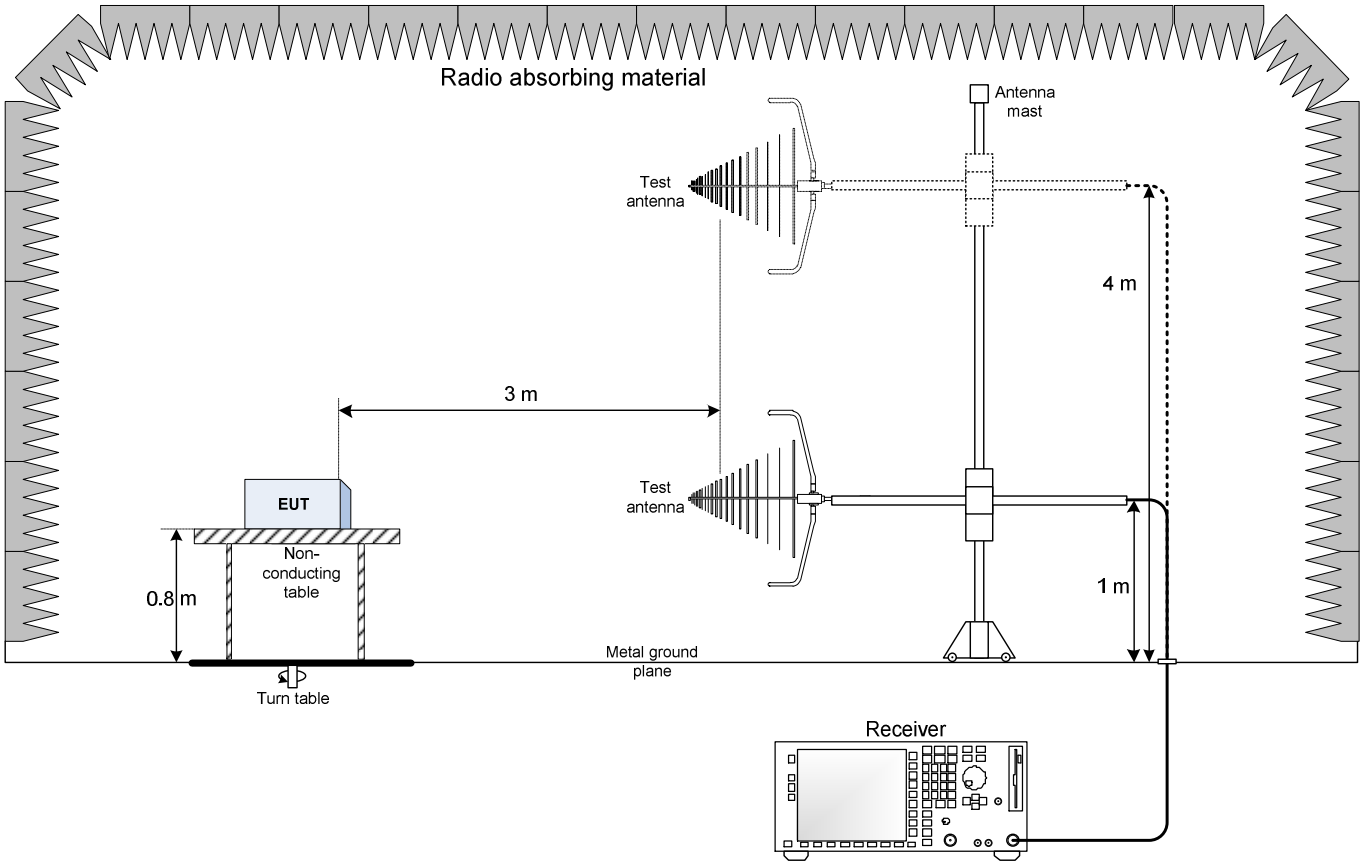 Radio absorbing material
Antenna
mast
Test
antenna
4 m
3 m
Test
antenna
EUT
Non-
conducting
table
0.8 m
1 m
Metal ground
plane
Turn table
Receiver